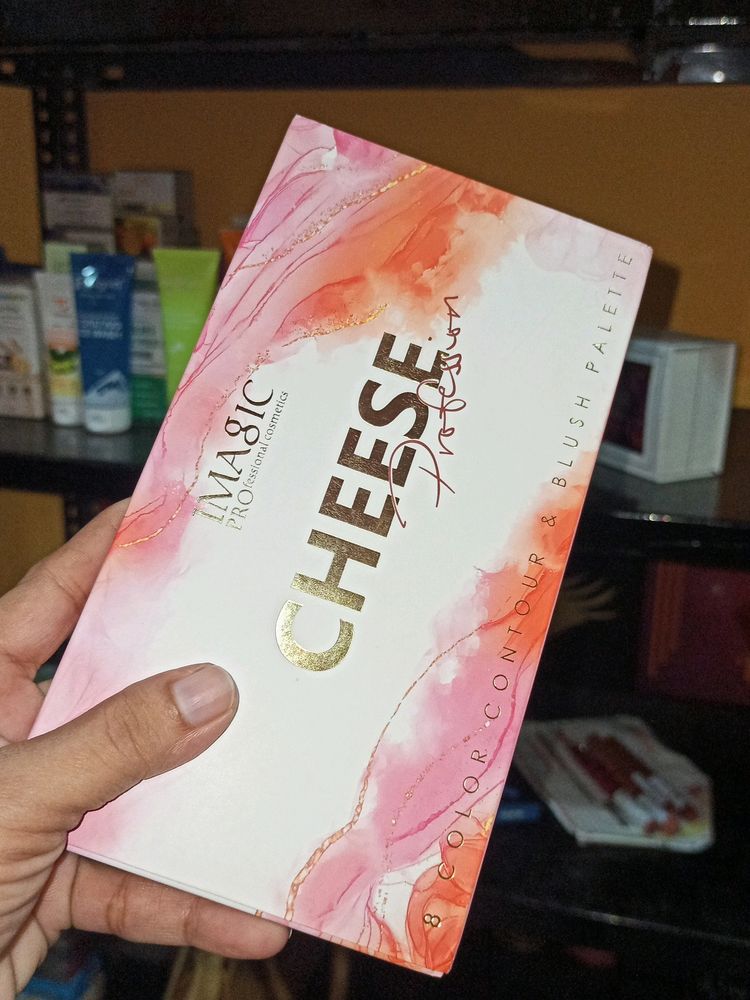 IMAGIC
PROfessional cosmetics
CHEESE
Profession
8 COLOR CONTOUR & BLUSH PALETTE